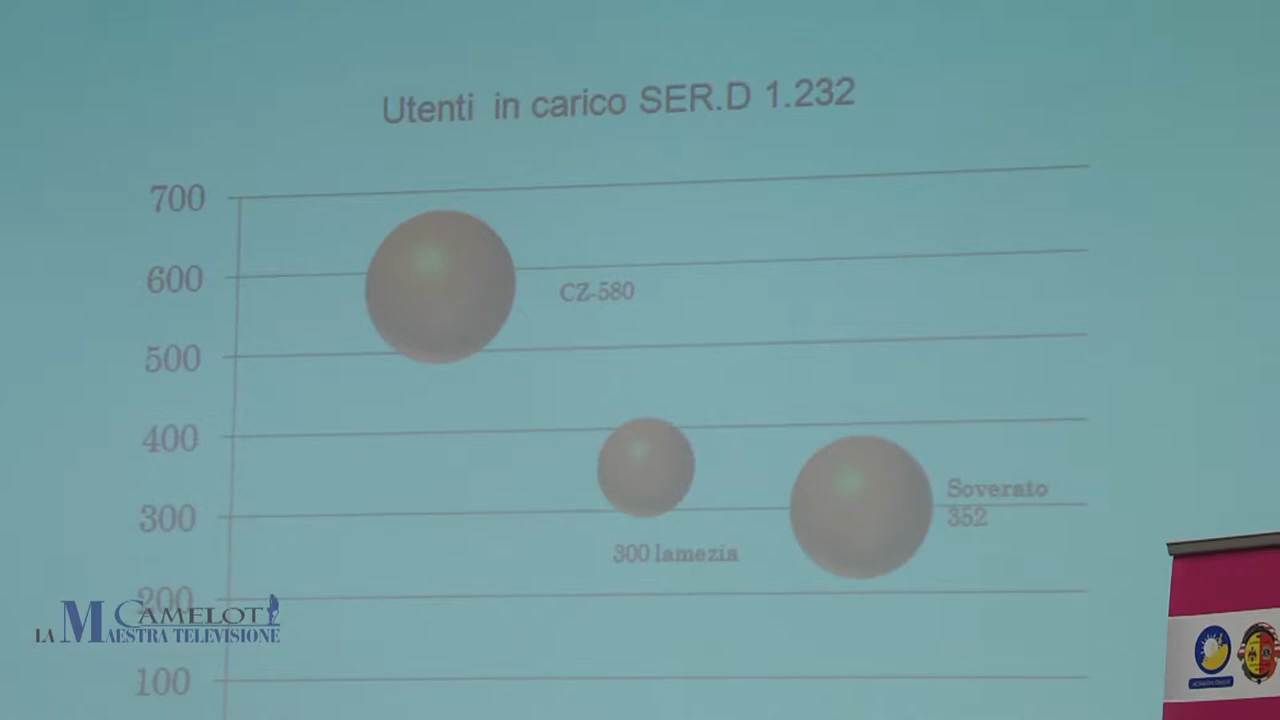 Utenti in carico SER.D 1.232
700
600
CZ-580
500
400
Soverato
352
300
300 lamezia
200
CAMELOT
LA MAESTRA TELEVISIONE
100